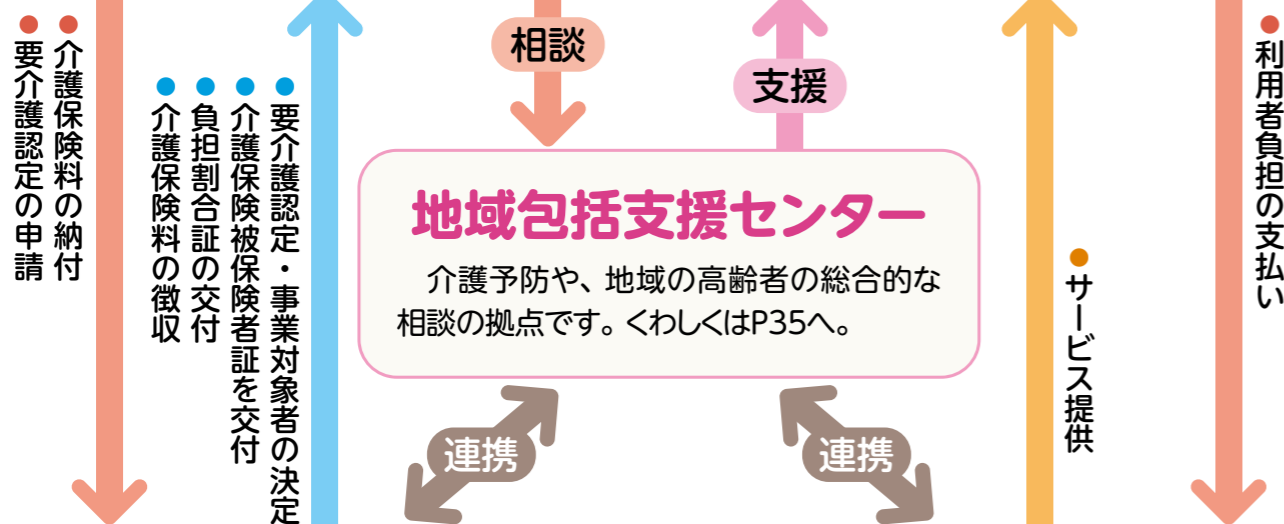 ●介護保険料の納付
●要介護認定の申請
●要介護認定・事業対象者の決定
●介護保険被保険者証を交付
●負担割合証の交付
●介護保険料の徴収
相談
支援
地域包括支援センター
介護予防や、地域の高齢者の総合的な
相談の拠点です。くわしくはP35へ。
連携
連携
●サービス提供
●利用者負担の支払い